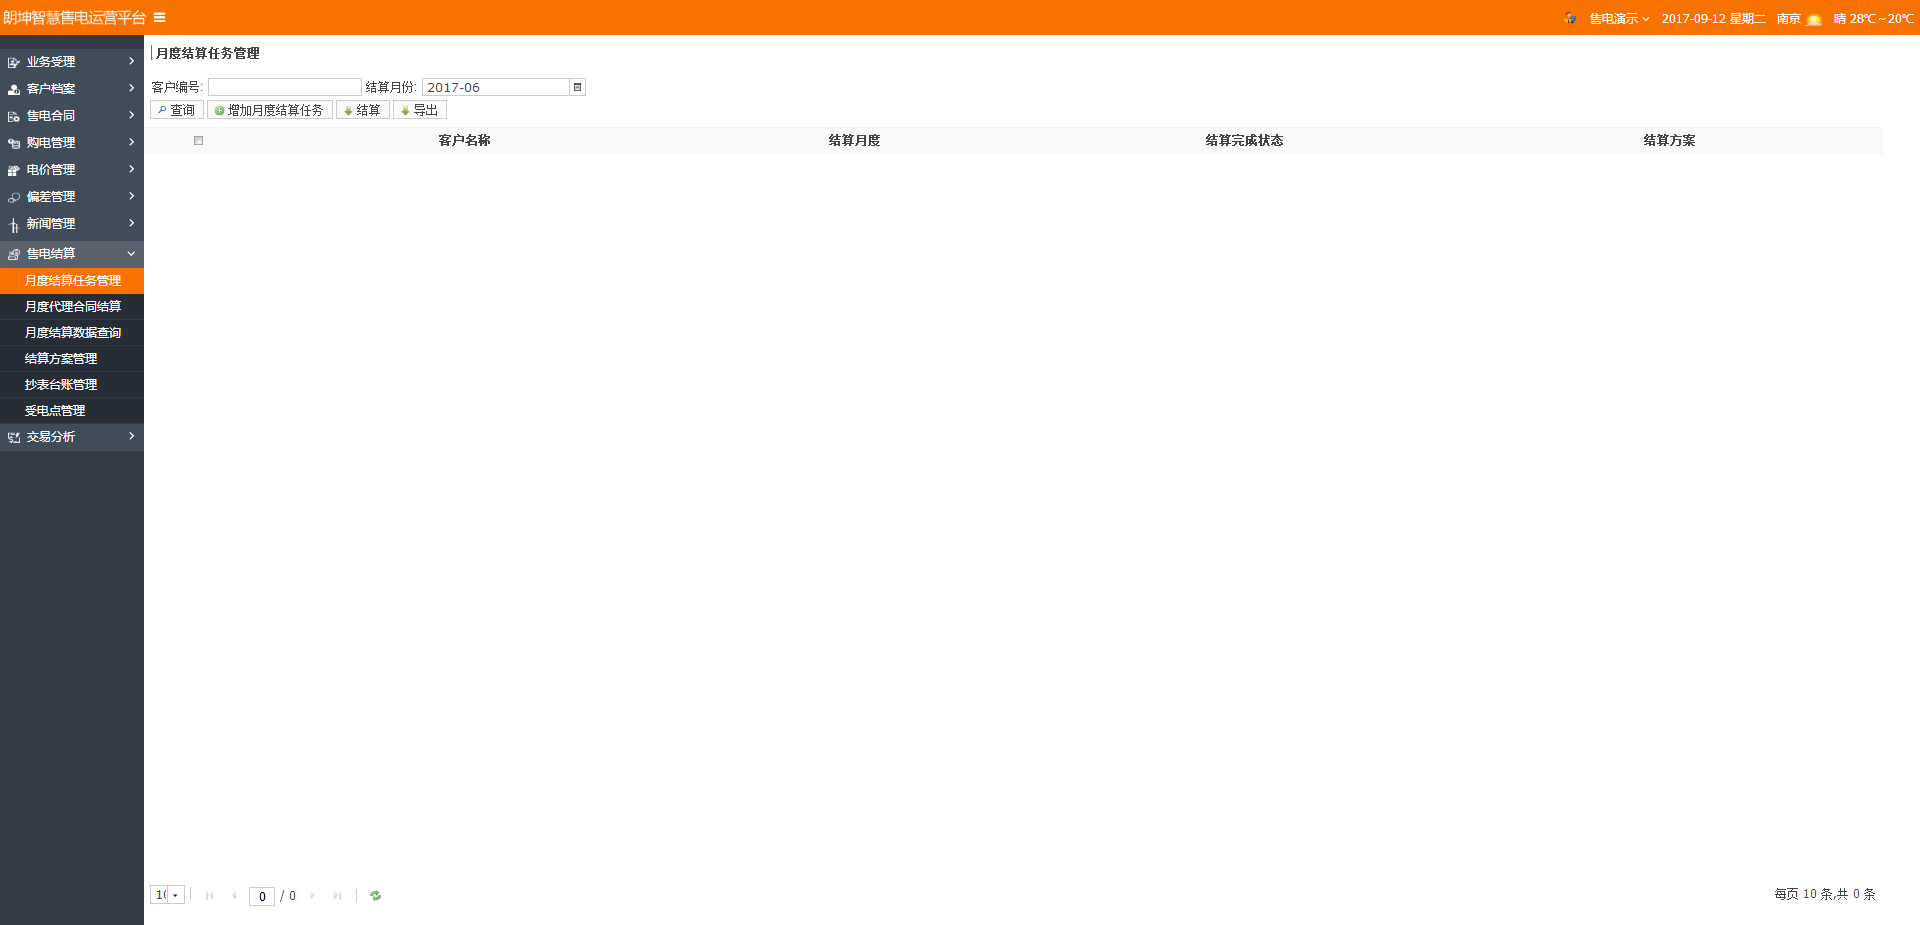 朗坤智慧售电运营平台
售电演示 2017-09-12 星期二 南京 晴 28℃～20℃
业务受理
客户档案
售电合同
购电管理
电价管理
偏差管理
新闻管理
售电结算
月度结算任务管理
月度代理合同结算
月度结算数据查询
结算方案管理
抄表台账管理
受电点管理
交易分析
月度结算任务管理
客户编号: 结算月份: 2017-06
查询 增加月度结算任务 结算 导出
客户名称 结算月度 结算完成状态 结算方案
10 0 / 0 每页 10 条,共 0 条